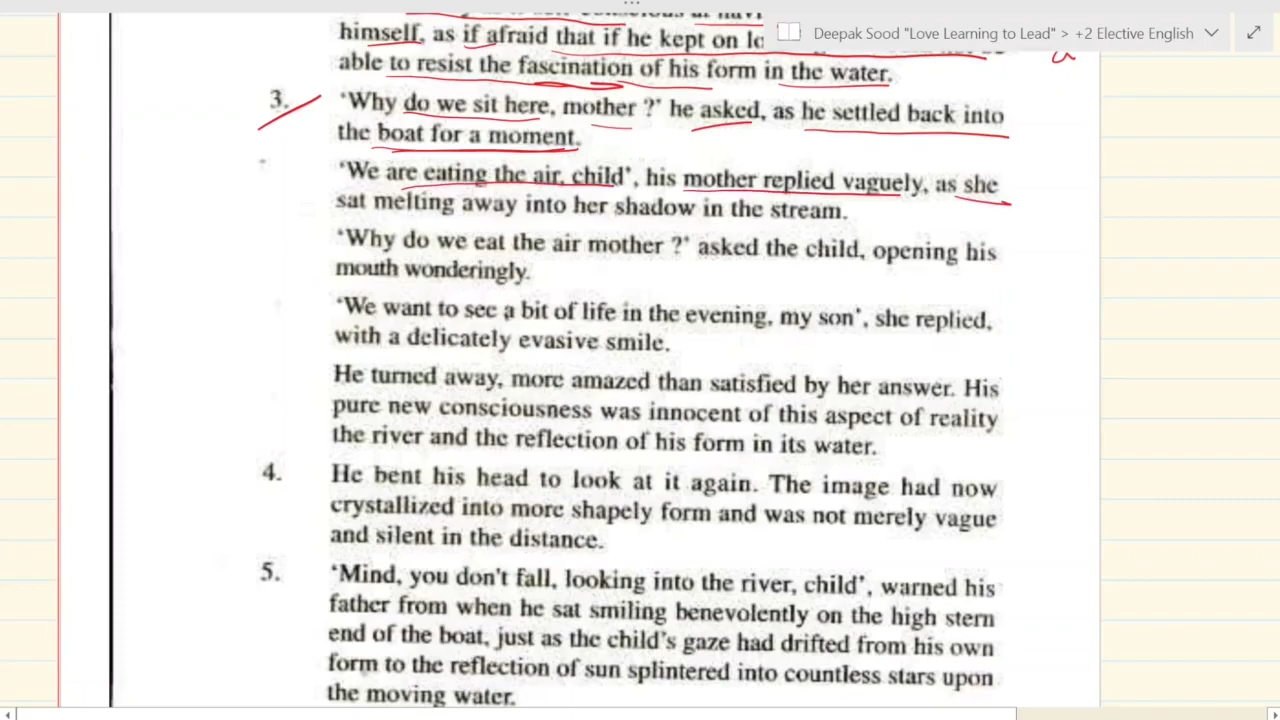 Deepak Sood "Love Learning to Lead" > +2 Elective English
himself, as if afraid that if he kept on
able to resist the fascination of his form in the water.
3. 'Why do we sit here, mother ?' he asked, as he settled back into
the boat for a moment.
'We are eating the air, child', his mother replied vaguely, as she
sat melting away into her shadow in the stream.
'Why do we eat the air mother ?' asked the child, opening his
mouth wonderingly.
'We want to see a bit of life in the evening, my son', she replied,
with a delicately evasive smile.
He turned away, more amazed than satisfied by her answer. His
pure new consciousness was innocent of this aspect of reality
the river and the reflection of his form in its water.
4. He bent his head to look at it again. The image had now
crystallized into more shapely form and was not merely vague
and silent in the distance.
5. 'Mind, you don't fall, looking into the river, child', warned his
father from when he sat smiling benevolently on the high stern
end of the boat, just as the child's gaze had drifted from his own
form to the reflection of sun splintered into countless stars upon
the moving water.